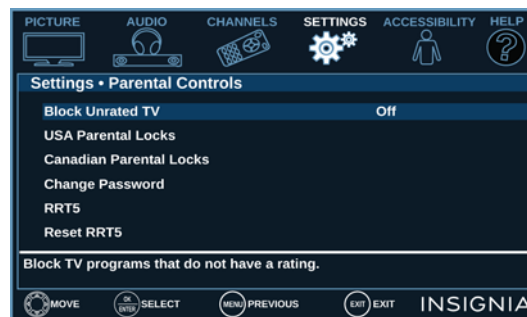 PICTURE AUDIO CHANNELS SETTINGS ACCESSIBILITY HELP
?
Settings • Parental Controls
Block Unrated TV Off
USA Parental Locks
Canadian Parental Locks
Change Password
RRT5
Reset RRT5
Block TV programs that do not have a rating.
MOVE OK ENTER SELECT MENU PREVIOUS EXIT EXIT INSIGNIA